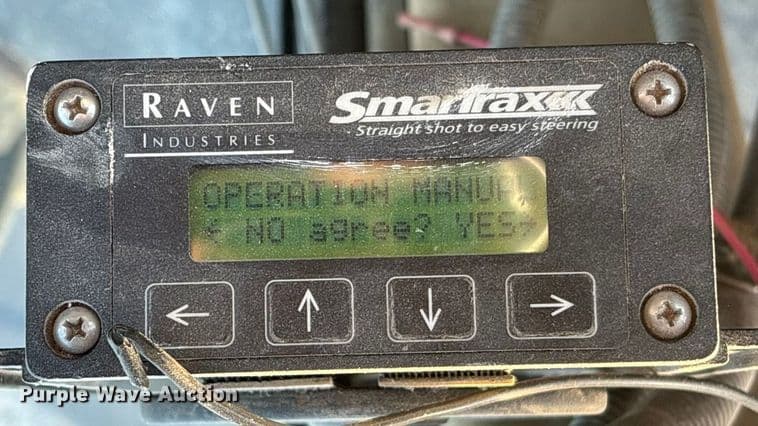 RAVEN
INDUSTRIES
SmarTrax
Straight shot to easy steering
OPERATION MANUAL
← NO agree? YES→
← ↑ ↓ →
Purple Wave Auction